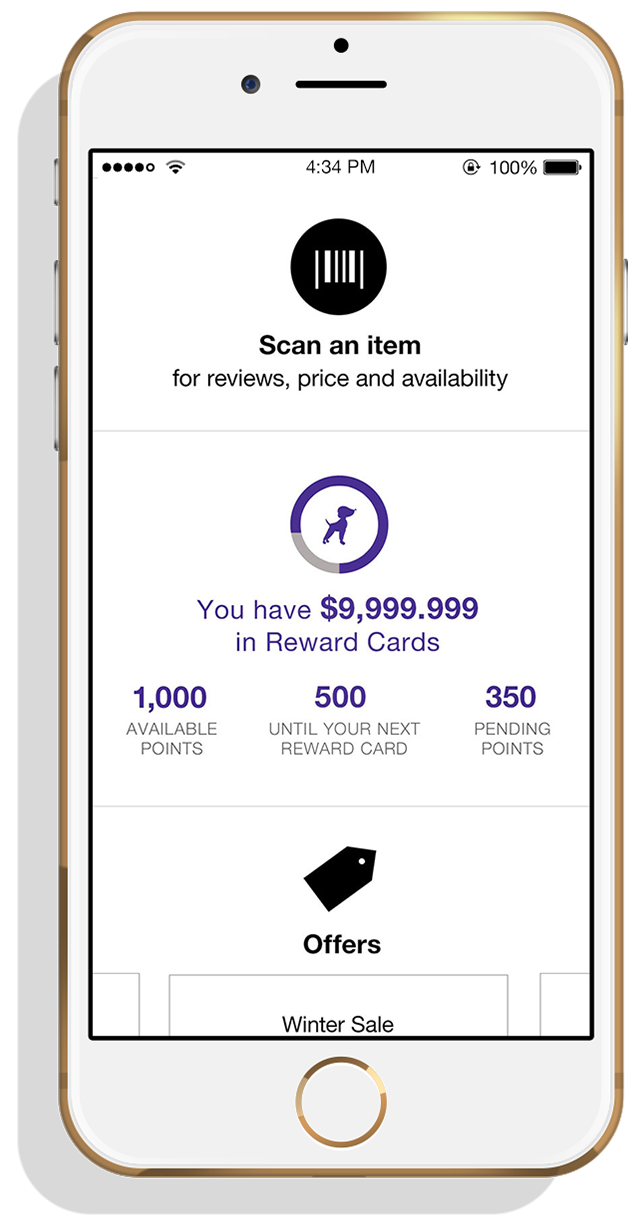 4:34 PM
100%
Scan an item
for reviews, price and availability
You have $9,999.999
in Reward Cards
1,000
AVAILABLE
POINTS
500
UNTIL YOUR NEXT
REWARD CARD
350
PENDING
POINTS
Offers
Winter Sale